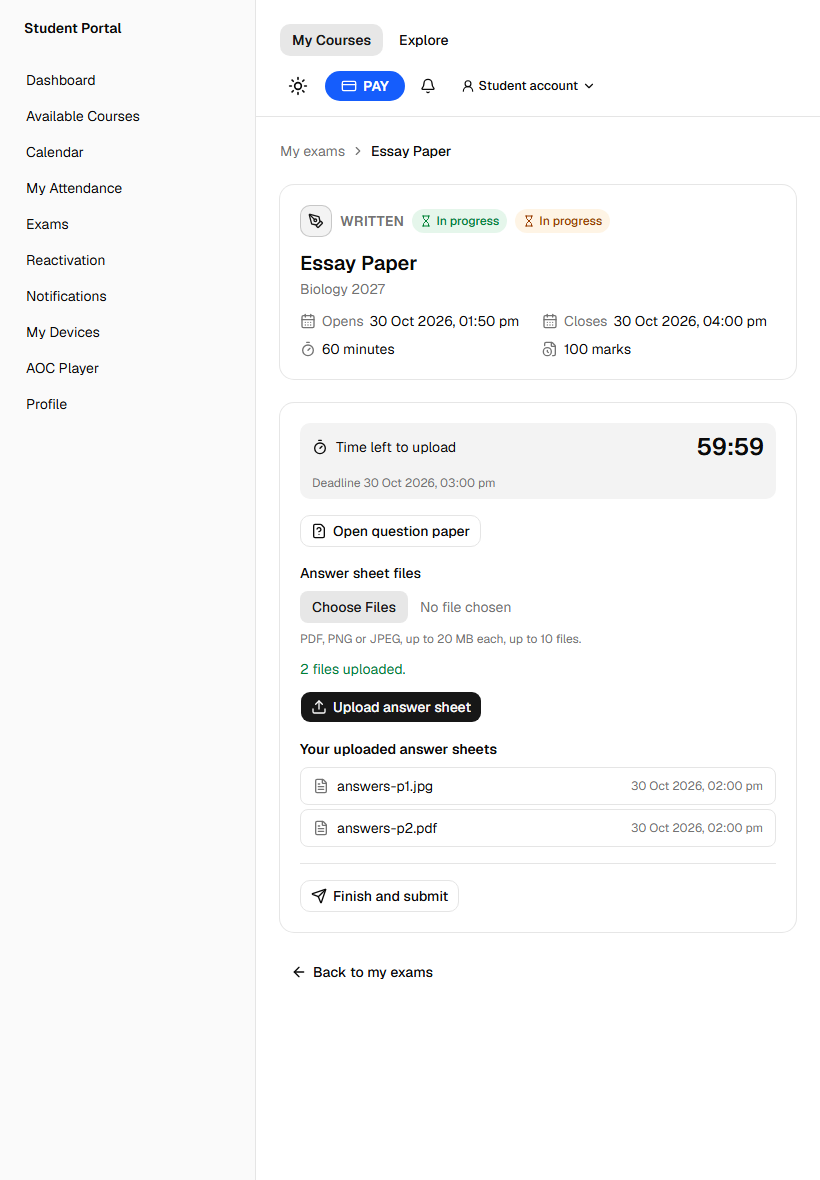 Student Portal
Dashboard
Available Courses
Calendar
My Attendance
Exams
Reactivation
Notifications
My Devices
AOC Player
Profile
My Courses
Explore
PAY
Student account
My exams
Essay Paper
WRITTEN
In progress
In progress
Essay Paper
Biology 2027
Opens 30 Oct 2026, 01:50 pm
Closes 30 Oct 2026, 04:00 pm
60 minutes
100 marks
Time left to upload
59:59
Deadline 30 Oct 2026, 03:00 pm
Open question paper
Answer sheet files
Choose Files No file chosen
PDF, PNG or JPEG, up to 20 MB each, up to 10 files.
2 files uploaded.
Upload answer sheet
Your uploaded answer sheets
answers-p1.jpg 30 Oct 2026, 02:00 pm
answers-p2.pdf 30 Oct 2026, 02:00 pm
Finish and submit
Back to my exams